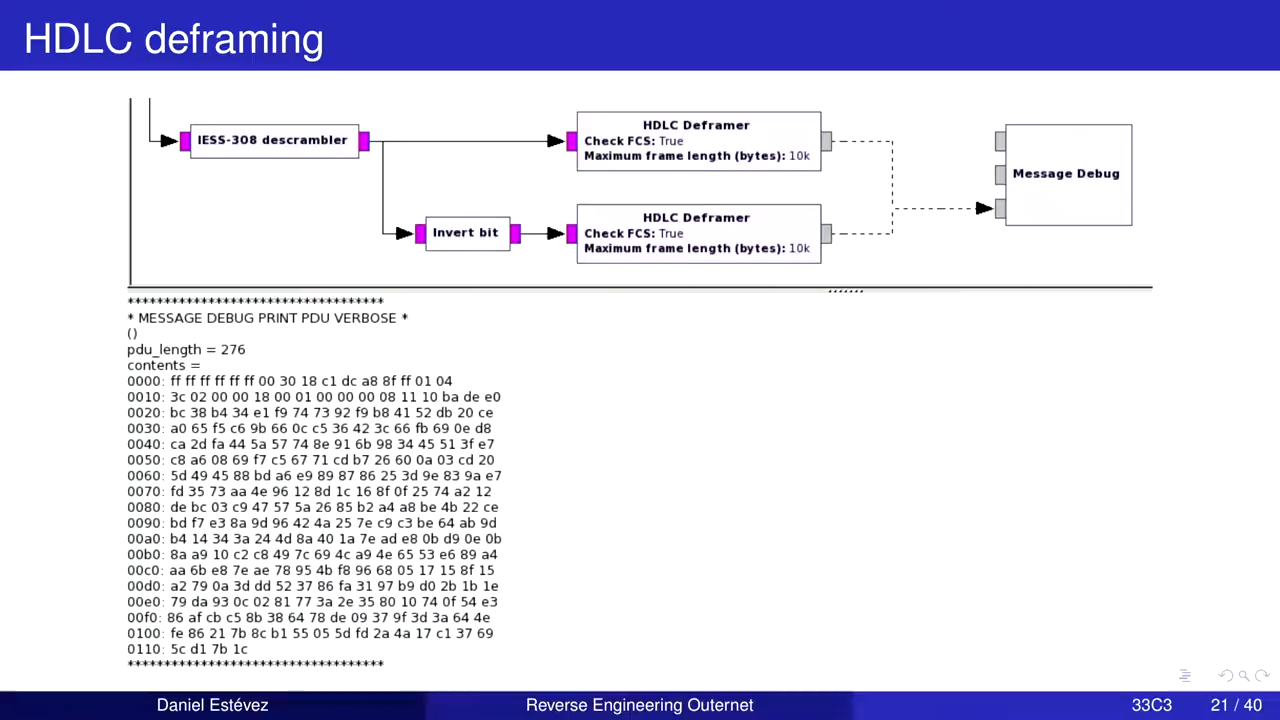 HDLC deframing
IESS-308 descrambler
HDLC Deframer
Check FCS: True
Maximum frame length (bytes): 10k
Message Debug
Invert bit
HDLC Deframer
Check FCS: True
Maximum frame length (bytes): 10k
***********************************
* MESSAGE DEBUG PRINT PDU VERBOSE *
()
pdu_length = 276
contents =
0000: ff ff ff ff ff ff 00 30 18 c1 dc a8 8f ff 01 04
0010: 3c 02 00 00 18 00 01 00 00 00 08 11 10 ba de e0
0020: bc 38 b4 34 e1 f9 74 73 92 f9 b8 41 52 db 20 ce
0030: a0 65 f5 c6 9b 66 0c c5 36 42 3c 66 fb 69 0e d8
0040: ca 2d fa 44 5a 57 74 8e 91 6b 98 34 45 51 3f e7
0050: c8 a6 08 69 f7 c5 67 71 cd b7 26 60 0a 03 cd 20
0060: 5d 49 45 88 bd a6 e9 89 87 86 25 3d 9e 83 9a e7
0070: fd 35 73 aa 4e 96 12 8d 1c 16 8f 0f 25 74 a2 12
0080: de bc 03 c9 47 57 5a 26 85 b2 a4 a8 be 4b 22 ce
0090: bd f7 e3 8a 9d 96 42 4a 25 7e c9 c3 be 64 ab 9d
00a0: b4 14 34 3a 24 4d 8a 40 1a 7e ad e8 0b d9 0e 0b
00b0: 8a a9 10 c2 c8 49 7c 69 4c a9 4e 65 53 e6 89 a4
00c0: aa 6b e8 7e ae 78 95 4b f8 96 68 05 17 15 8f 15
00d0: a2 79 0a 3d dd 52 37 86 fa 31 97 b9 d0 2b 1b 1e
00e0: 79 da 93 0c 02 81 77 3a 2e 35 80 10 74 0f 54 e3
00f0: 86 af cb c5 8b 38 64 78 de 09 37 9f 3d 3a 64 4e
0100: fe 86 21 7b 8c b1 55 05 5d fd 2a 4a 17 c1 37 69
0110: 5c d1 7b 1c
***********************************
Daniel Estévez
Reverse Engineering Outernet
33C3
21 / 40